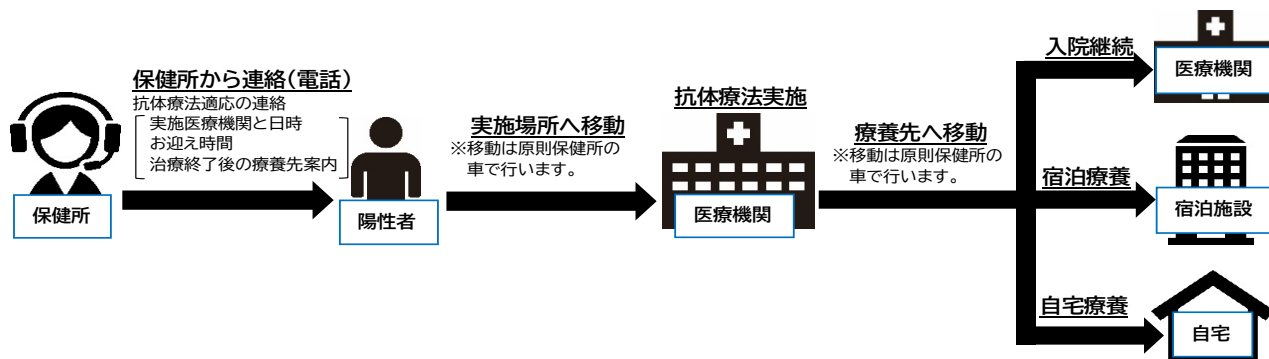 保健所から連絡(電話)
抗体療法適応の連絡
実施医療機関と日時
お迎え時間
治療終了後の療養先案内
保健所
陽性者
実施場所へ移動
※移動は原則保健所の
車で行います。
抗体療法実施
医療機関
療養先へ移動
※移動は原則保健所の
車で行います。
入院継続
医療機関
宿泊療養
宿泊施設
自宅療養
自宅